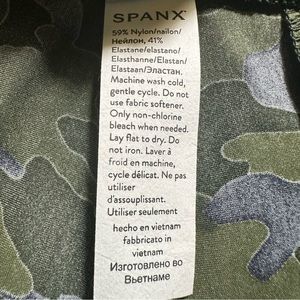 SPANX
59% Nylon/nailon/
Нейлон, 41%
Elastane/elastano/
Elasthanne/Elastan/
Elastaan/Эластан.
Machine wash cold,
gentle cycle. Do not
use fabric softener.
Only non-chlorine
bleach when needed.
Lay flat to dry. Do
not iron. Laver à
froid en machine,
cycle délicat. Ne pas
utiliser
d'assouplissant.
Utiliser seulement
hecho en vietnam
fabbricato in
vietnam
Изготовлено во
Вьетнаме